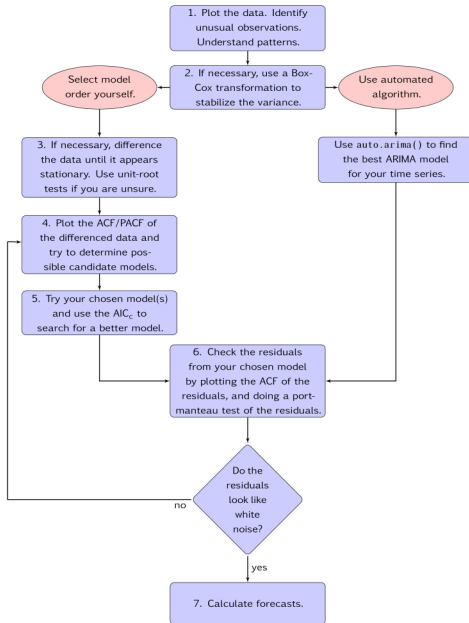 1. Plot the data. Identify
unusual observations.
Understand patterns.
Select model
order yourself.
2. If necessary, use a Box-
Cox transformation to
stabilize the variance.
Use automated
algorithm.
3. If necessary, difference
the data until it appears
stationary. Use unit-root
tests if you are unsure.
Use auto.arima() to find
the best ARIMA model
for your time series.
4. Plot the ACF/PACF of
the differenced data and
try to determine pos-
sible candidate models.
5. Try your chosen model(s)
and use the AICc to
search for a better model.
6. Check the residuals
from your chosen model
by plotting the ACF of the
residuals, and doing a port-
manteau test of the residuals.
Do the
residuals
look like
white
noise?
no
yes
7. Calculate forecasts.